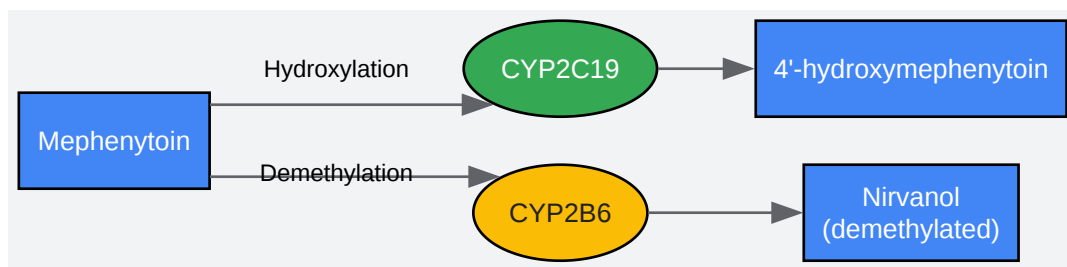 Mephenytoin
Hydroxylation
CYP2C19
4'-hydroxymephenytoin
Demethylation
CYP2B6
Nirvanol
(demethylated)